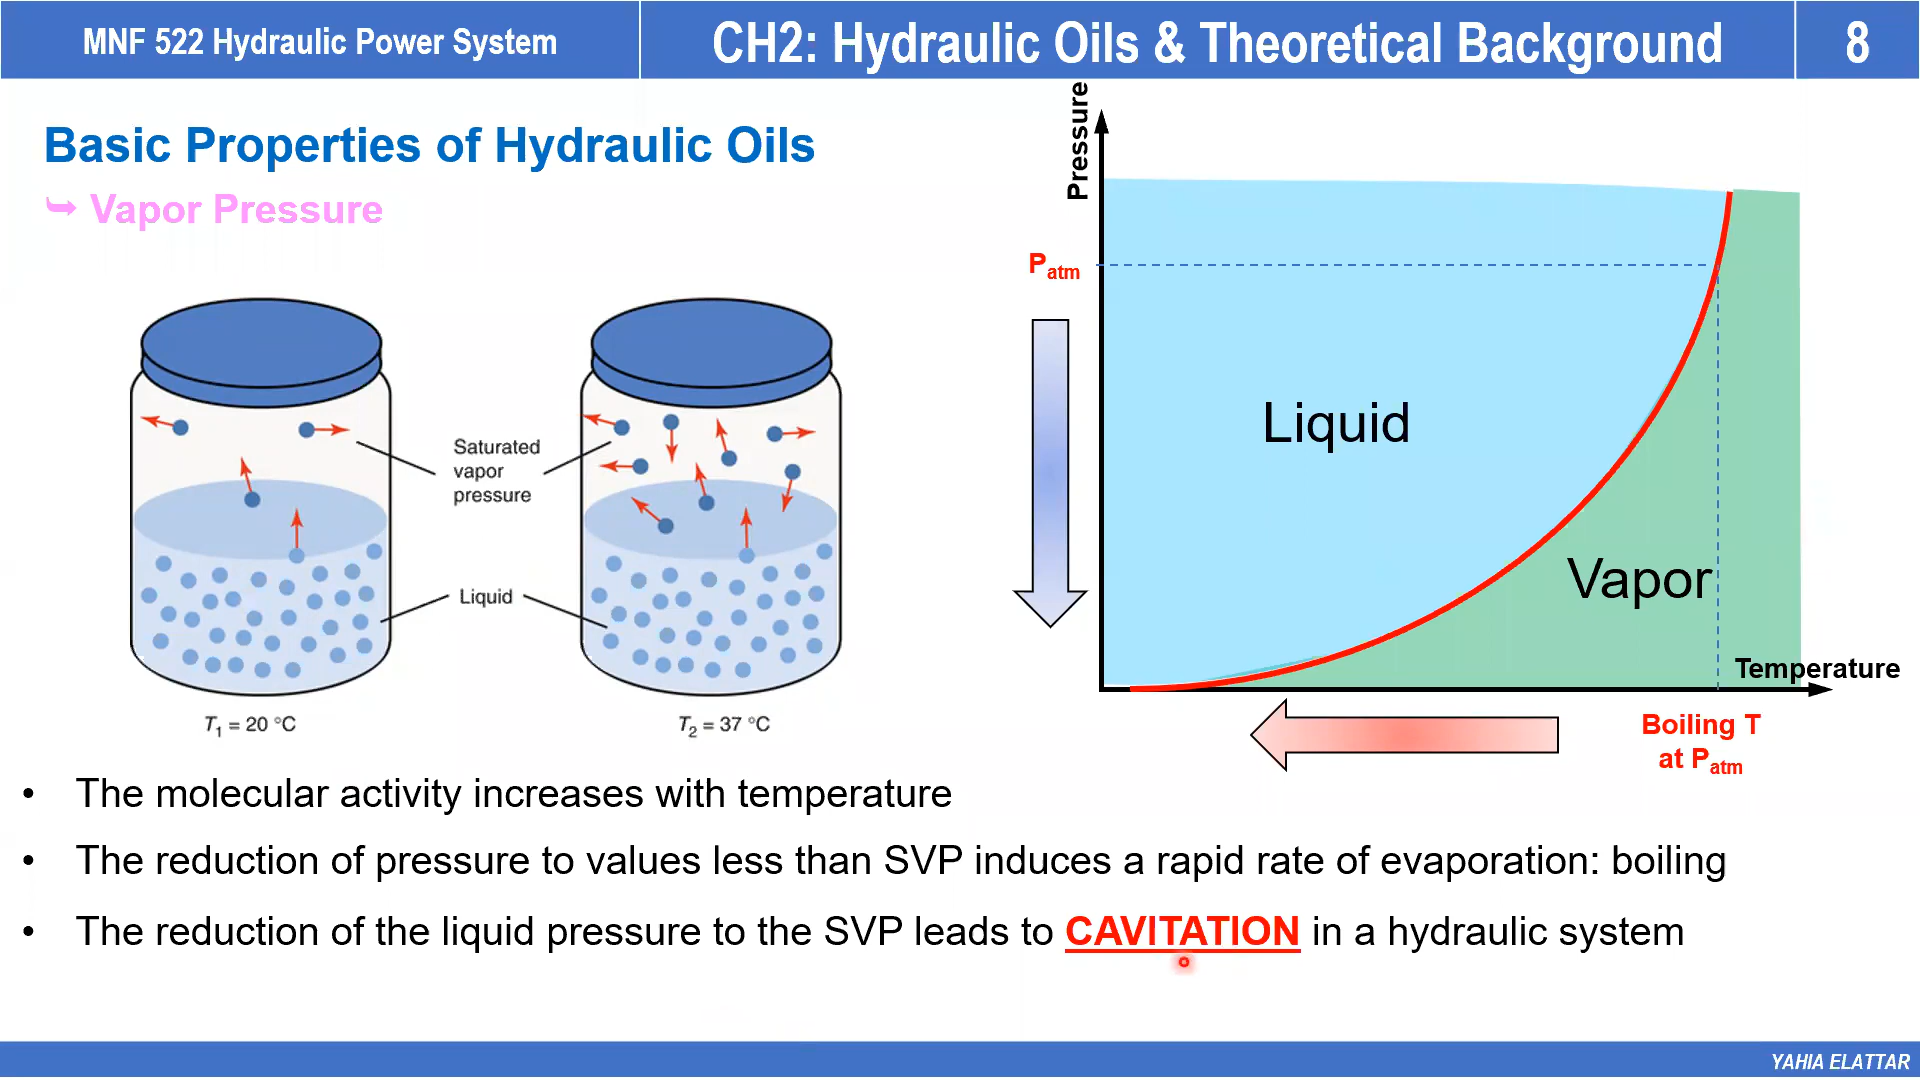 MNF 522 Hydraulic Power System
CH2: Hydraulic Oils & Theoretical Background
8
Basic Properties of Hydraulic Oils
➥ Vapor Pressure
Saturated
vapor
pressure
Liquid
T1 = 20 °C
T2 = 37 °C
Pressure
Patm
Liquid
Vapor
Temperature
Boiling T
at Patm
• The molecular activity increases with temperature
• The reduction of pressure to values less than SVP induces a rapid rate of evaporation: boiling
• The reduction of the liquid pressure to the SVP leads to CAVITATION in a hydraulic system
YAHIA ELATTAR